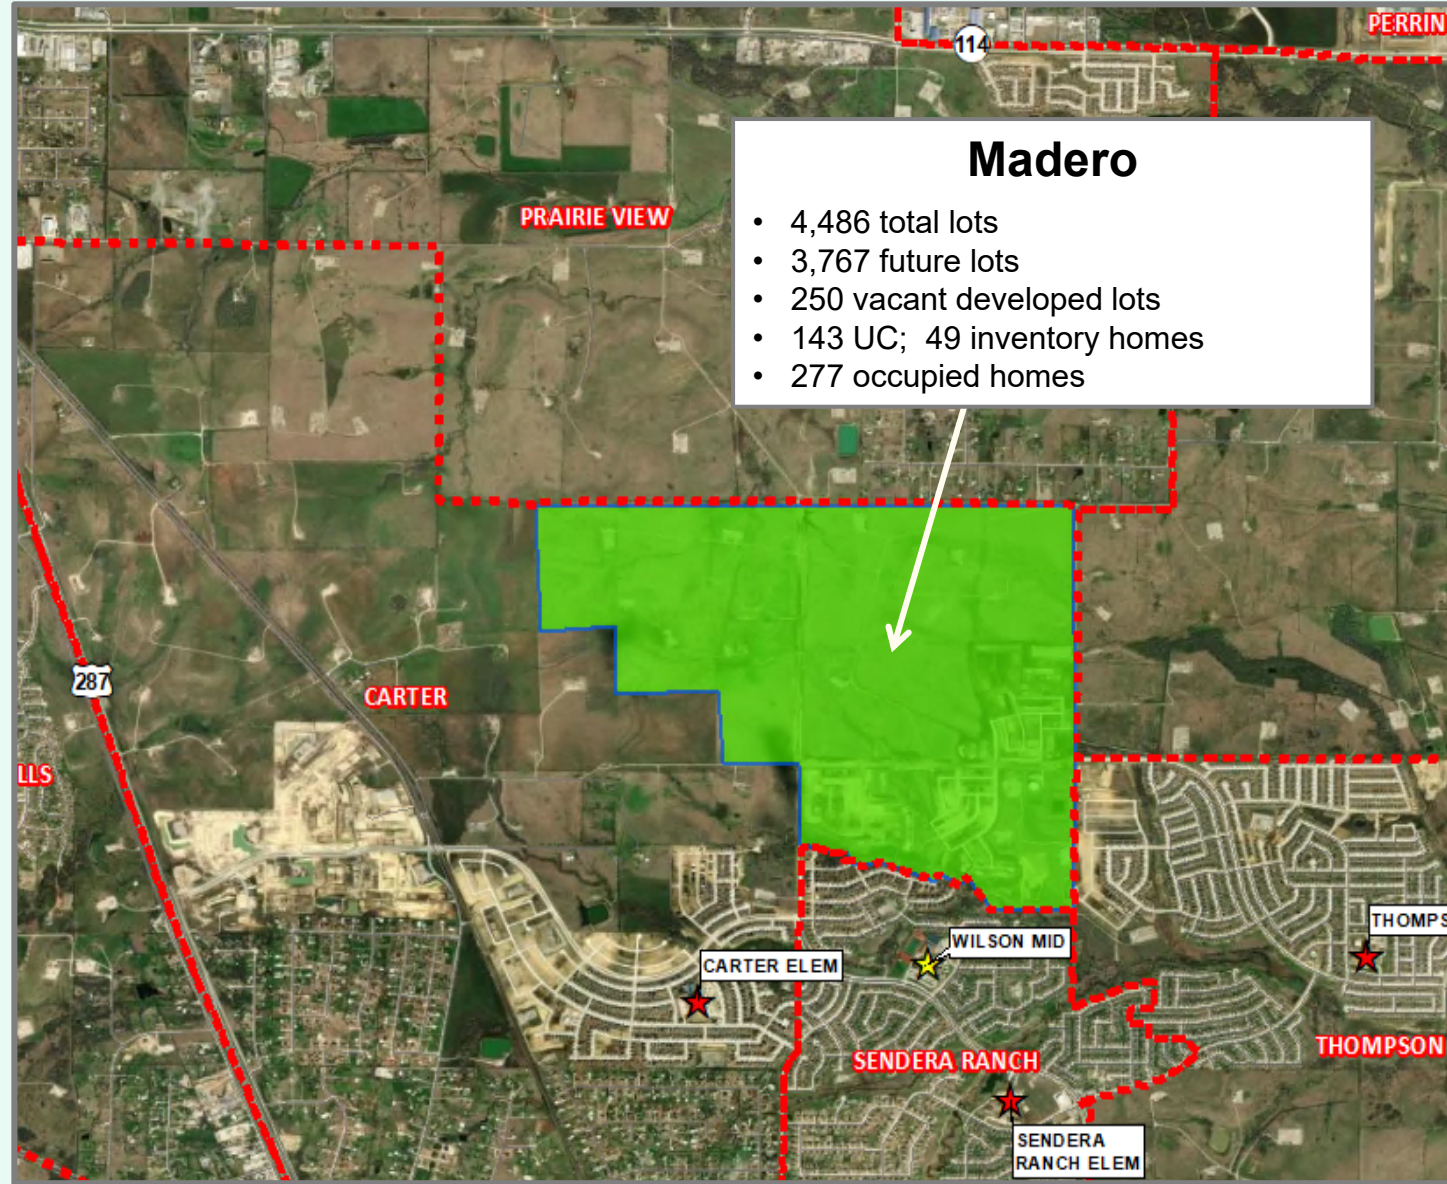 PERRIN
114
Madero
• 4,486 total lots
• 3,767 future lots
• 250 vacant developed lots
• 143 UC; 49 inventory homes
• 277 occupied homes
PRAIRIE VIEW
287
CARTER
LLS
THOMPS
WILSON MID
CARTER ELEM
THOMPSON
SENDERA RANCH
SENDERA
RANCH ELEM